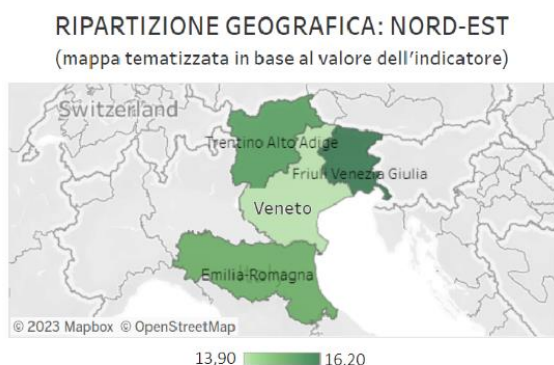 RIPARTIZIONE GEOGRAFICA: NORD-EST
(mappa tematizzata in base al valore dell'indicatore)
Switzerland
Trentino Alto Adige
Friuli Venezia Giulia
Veneto
Emilia-Romagna
© 2023 Mapbox © OpenStreetMap
13,90 16,20